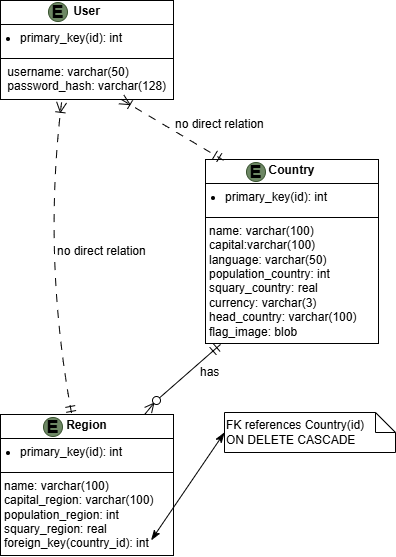 E User
primary_key(id): int
username: varchar(50)
password_hash: varchar(128)
no direct relation
E Country
primary_key(id): int
name: varchar(100)
capital:varchar(100)
language: varchar(50)
population_country: int
squary_country: real
currency: varchar(3)
head_country: varchar(100)
flag_image: blob
no direct relation
has
E Region
primary_key(id): int
name: varchar(100)
capital_region: varchar(100)
population_region: int
squary_region: real
foreign_key(country_id): int
FK references Country(id)
ON DELETE CASCADE